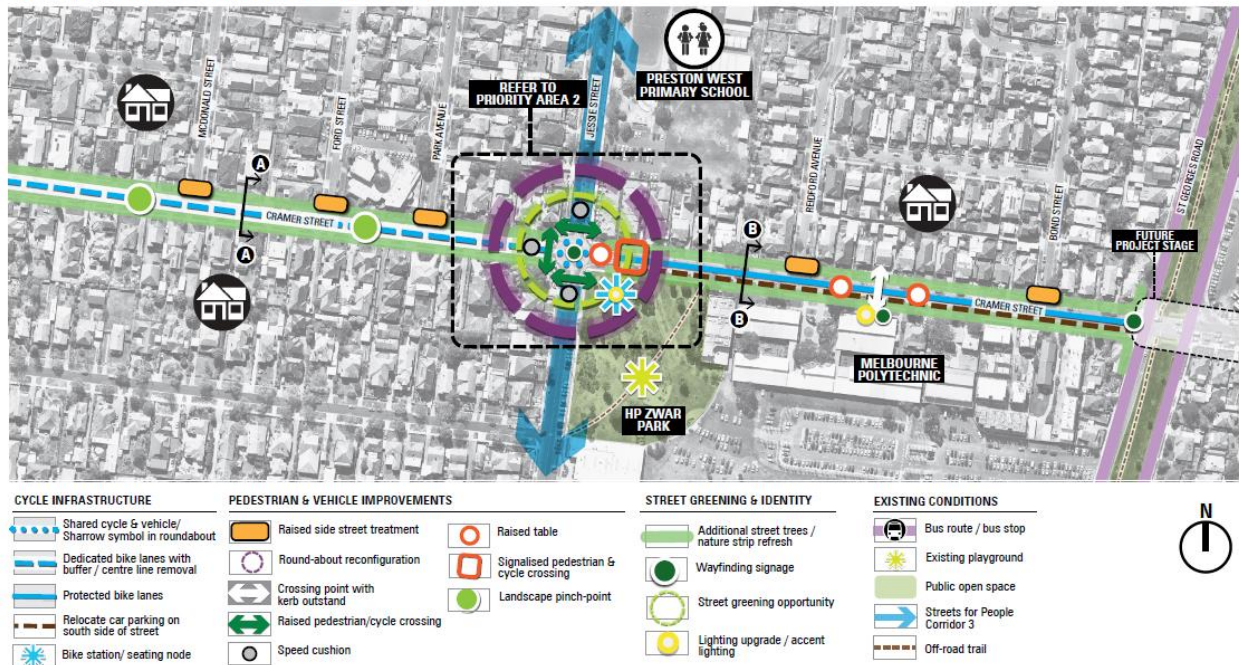 REFER TO
PRIORITY AREA 2
PRESTON WEST
PRIMARY SCHOOL
MCDONALD STREET
FORD STREET
PARK AVENUE
JESSIE STREET
REDFORD AVENUE
BOND STREET
ST GEORGES ROAD
FUTURE
PROJECT STAGE
A
A
B
B
CRAMER STREET
CRAMER STREET
MELBOURNE
POLYTECHNIC
HP ZWAR
PARK
CYCLE INFRASTRUCTURE
Shared cycle & vehicle/
Sharrow symbol in roundabout
Dedicated bike lanes with
buffer / centre line removal
Protected bike lanes
Relocate car parking on
south side of street
Bike station/ seating node
PEDESTRIAN & VEHICLE IMPROVEMENTS
Raised side street treatment
Round-about reconfiguration
Crossing point with
kerb outstand
Raised pedestrian/cycle crossing
Speed cushion
Raised table
Signalised pedestrian &
cycle crossing
Landscape pinch-point
STREET GREENING & IDENTITY
Additional street trees /
nature strip refresh
Wayfinding signage
Street greening opportunity
Lighting upgrade / accent
lighting
EXISTING CONDITIONS
Bus route / bus stop
Existing playground
Public open space
Streets for People
Corridor 3
Off-road trail
N